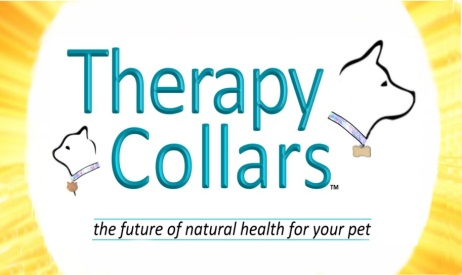 Therapy
Collars™
the future of natural health for your pet